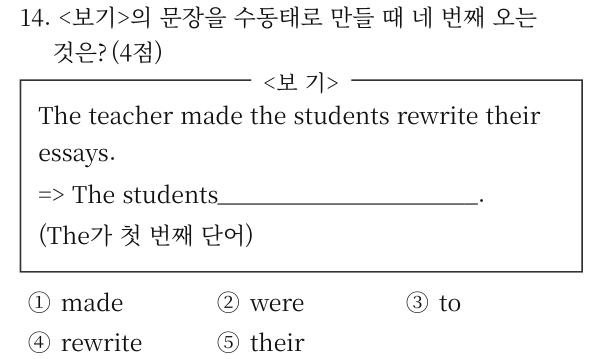 14. <보기>의 문장을 수동태로 만들 때 네 번째 오는
것은? (4점)
<보 기>
The teacher made the students rewrite their
essays.
=> The students____________________.
(The가 첫 번째 단어)
① made ② were ③ to
④ rewrite ⑤ their